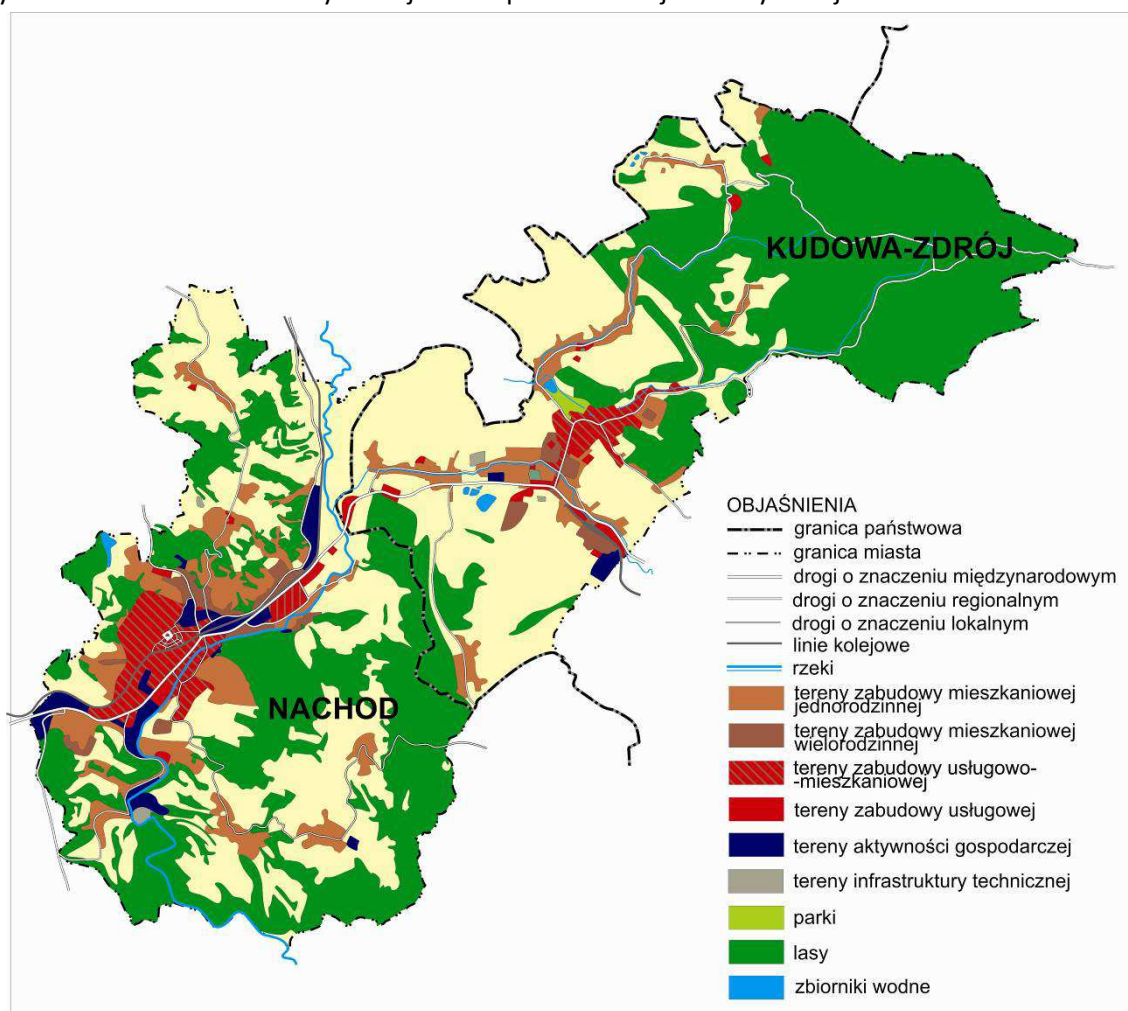 KUDOWA-ZDRÓJ
NACHOD
OBJAŚNIENIA
granica państwowa
granica miasta
drogi o znaczeniu międzynarodowym
drogi o znaczeniu regionalnym
drogi o znaczeniu lokalnym
linie kolejowe
rzeki
tereny zabudowy mieszkaniowej
jednorodzinnej
tereny zabudowy mieszkaniowej
wielorodzinnej
tereny zabudowy usługowo-
-mieszkaniowej
tereny zabudowy usługowej
tereny aktywności gospodarczej
tereny infrastruktury technicznej
parki
lasy
zbiorniki wodne